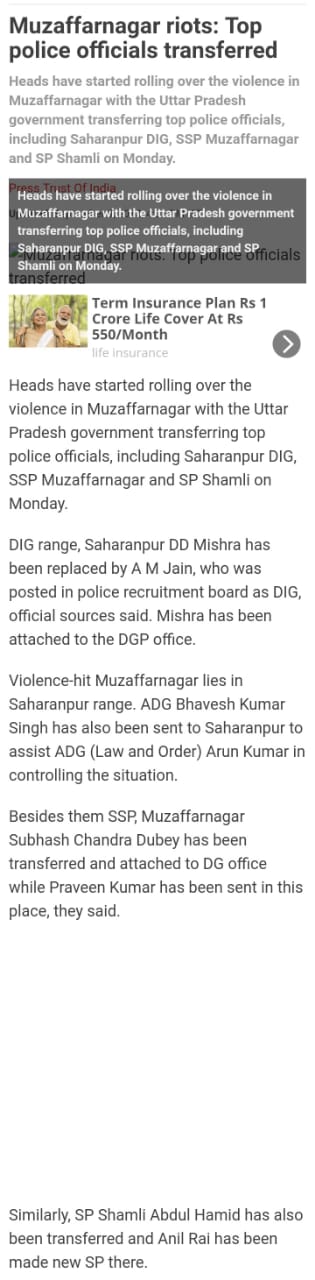 Muzaffarnagar riots: Top
police officials transferred
Heads have started rolling over the violence in
Muzaffarnagar with the Uttar Pradesh
government transferring top police officials,
including Saharanpur DIG, SSP Muzaffarnagar
and SP Shamli on Monday.
Press Trust Of India
Heads have started rolling over the violence in
Muzaffarnagar with the Uttar Pradesh government
transferring top police officials, including
Saharanpur DIG, SSP Muzaffarnagar and SP
Shamli on Monday.
Muzaffarnagar riots: Top police officials
transferred
Term Insurance Plan Rs 1
Crore Life Cover At Rs
550/Month
life insurance
Heads have started rolling over the
violence in Muzaffarnagar with the Uttar
Pradesh government transferring top
police officials, including Saharanpur DIG,
SSP Muzaffarnagar and SP Shamli on
Monday.
DIG range, Saharanpur DD Mishra has
been replaced by A M Jain, who was
posted in police recruitment board as DIG,
official sources said. Mishra has been
attached to the DGP office.
Violence-hit Muzaffarnagar lies in
Saharanpur range. ADG Bhavesh Kumar
Singh has also been sent to Saharanpur to
assist ADG (Law and Order) Arun Kumar in
controlling the situation.
Besides them SSP, Muzaffarnagar
Subhash Chandra Dubey has been
transferred and attached to DG office
while Praveen Kumar has been sent in this
place, they said.
Similarly, SP Shamli Abdul Hamid has also
been transferred and Anil Rai has been
made new SP there.